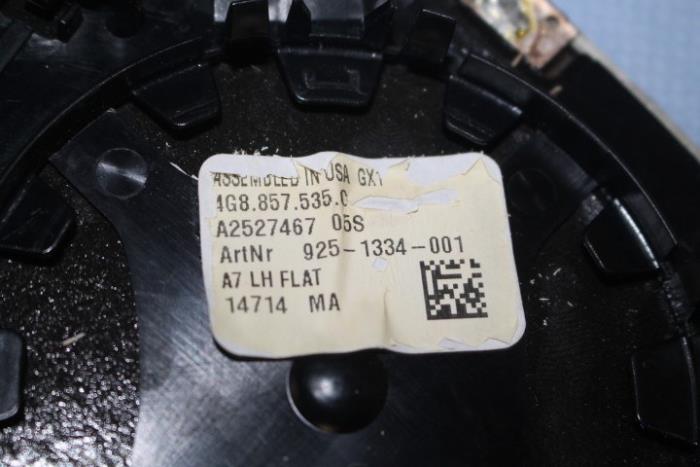 ASSEMBLED IN USA GX1
4G8.857.535.
A2527467 05S
ArtNr 925-1334-001
A7 LH FLAT
14714 MA